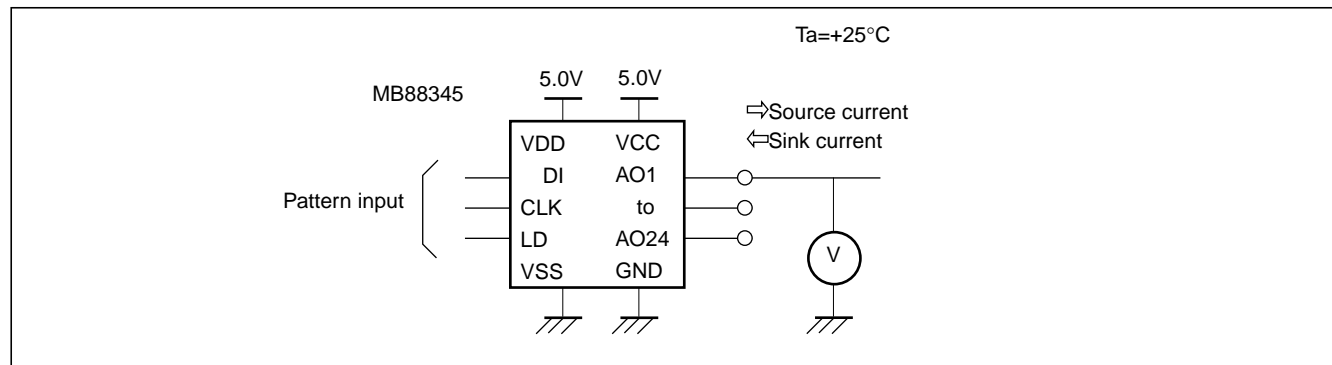 Ta=+25°C
5.0V 5.0V
MB88345
⇨Source current
⇦Sink current
VDD VCC
DI AO1
Pattern input
CLK to
LD AO24
V
VSS GND